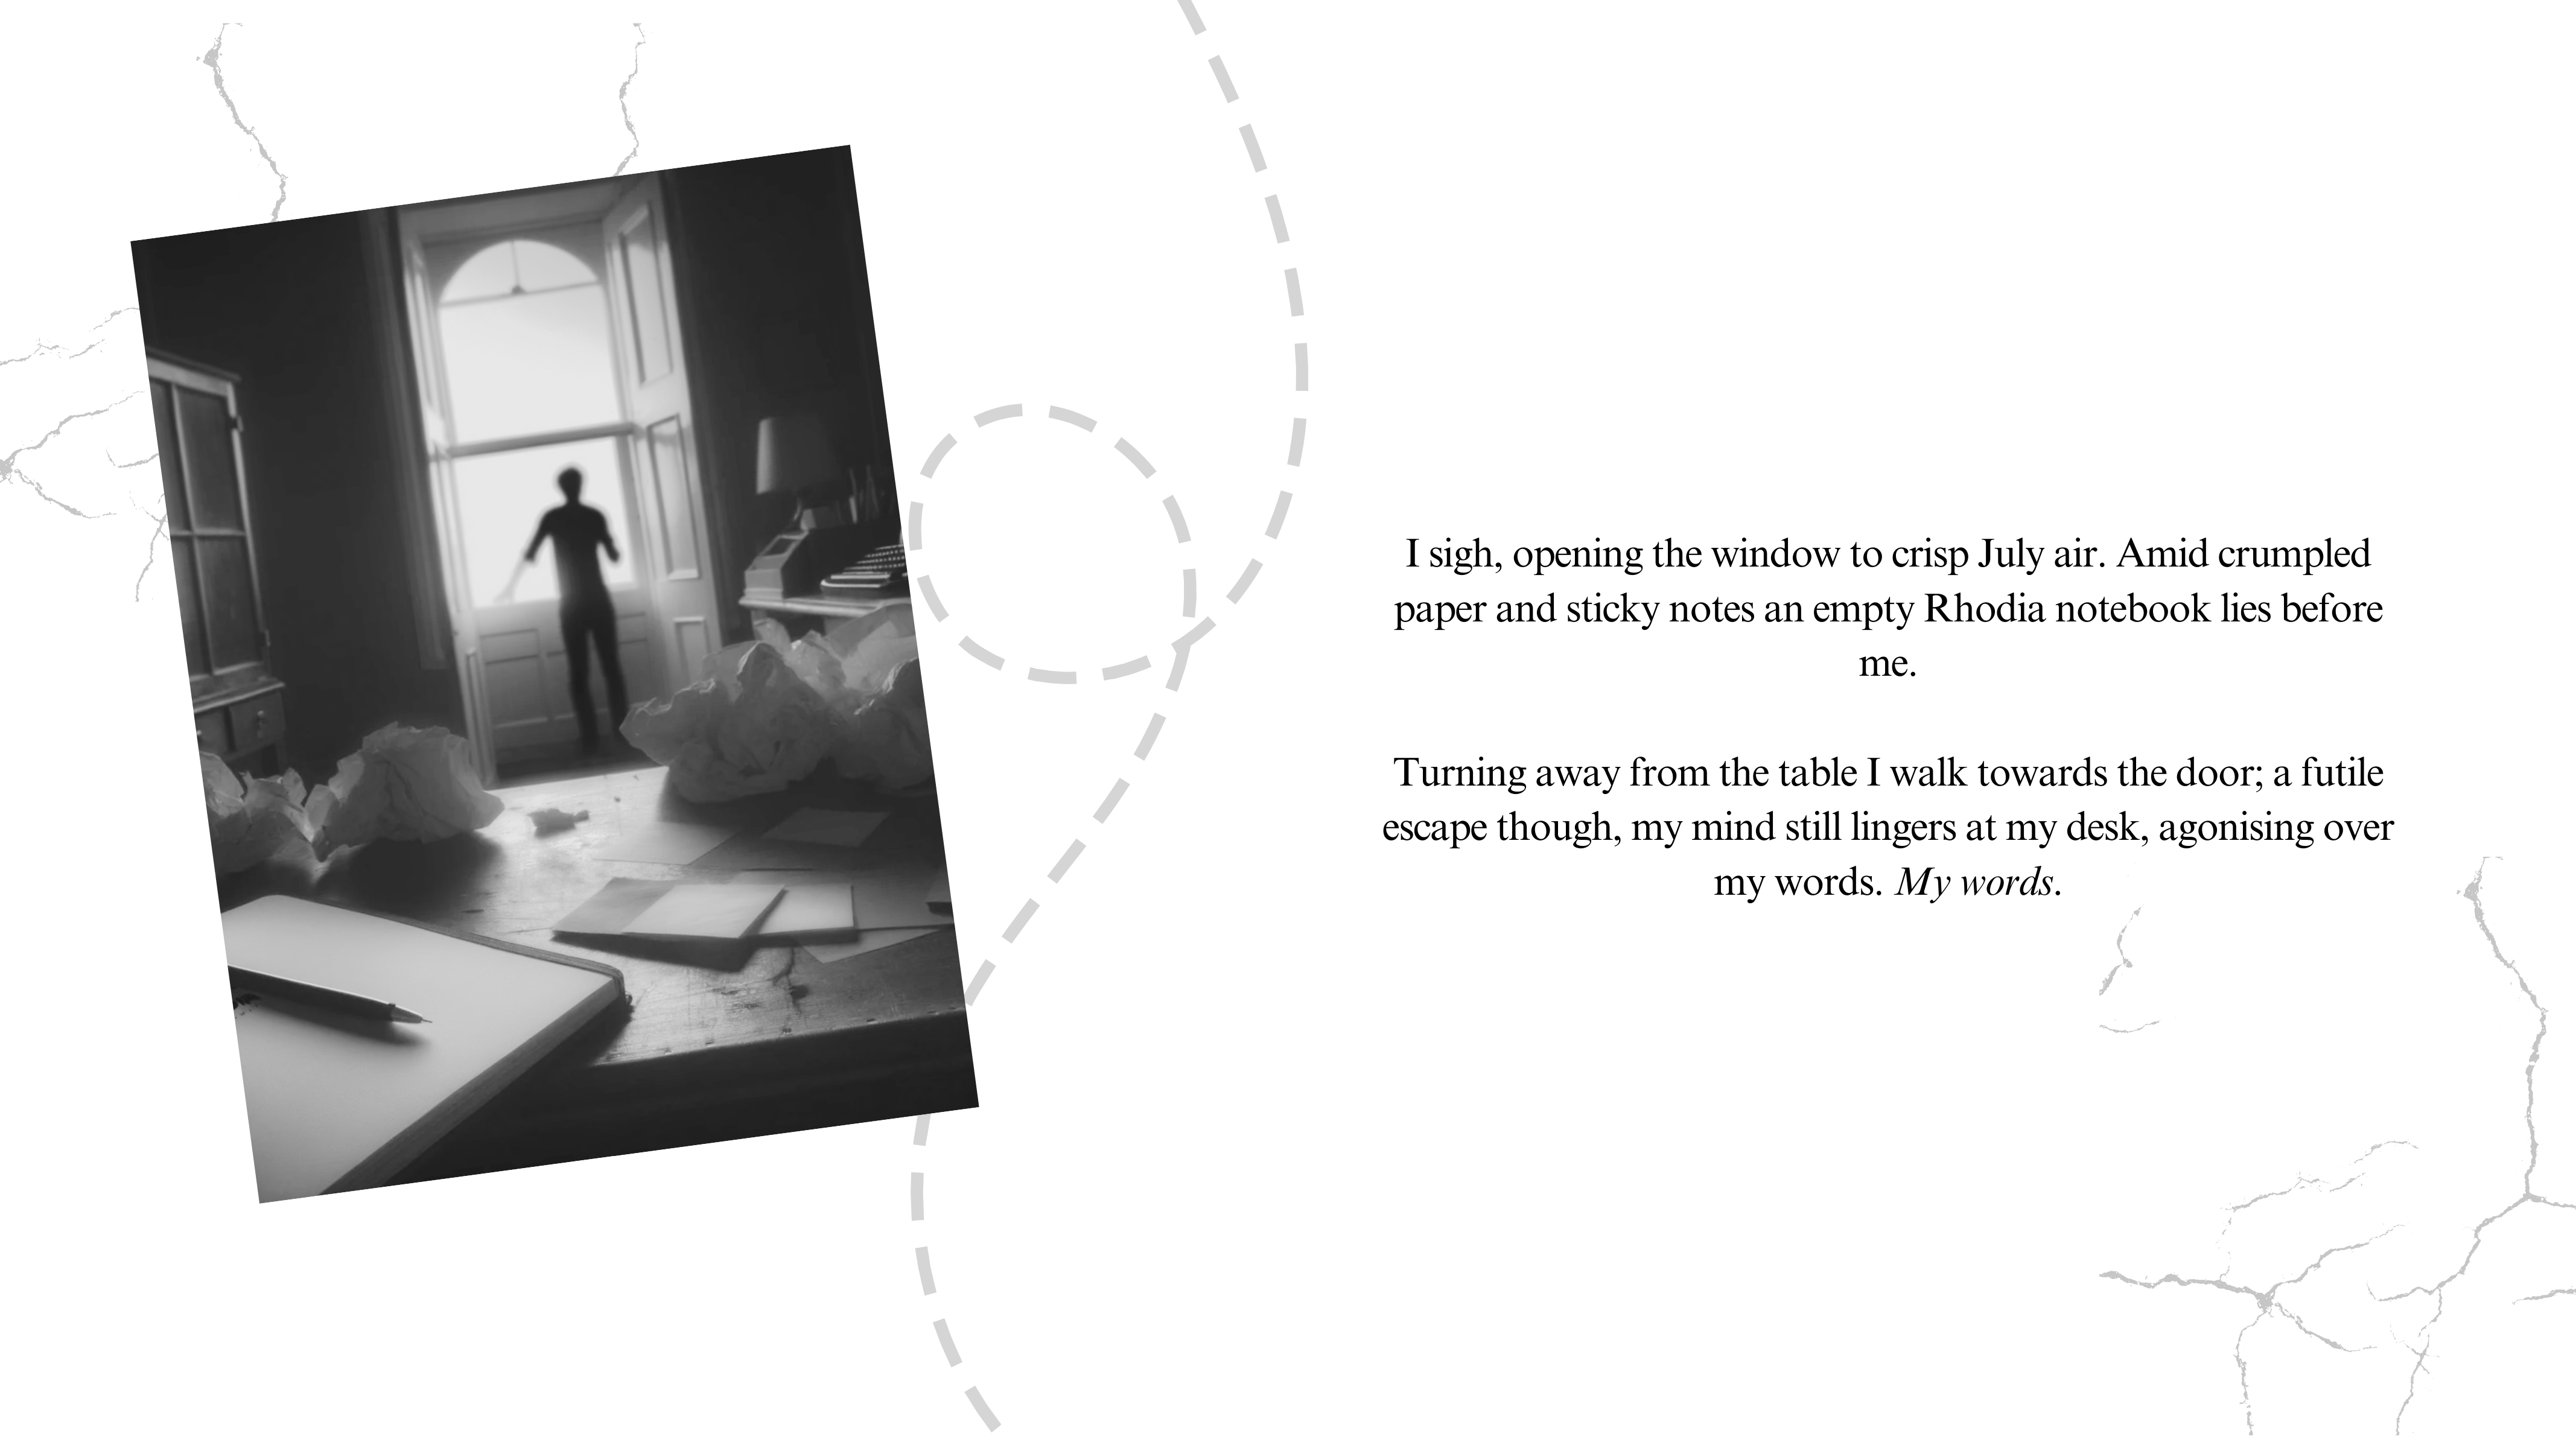 I sigh, opening the window to crisp July air. Amid crumpled
paper and sticky notes an empty Rhodia notebook lies before
me.
Turning away from the table I walk towards the door; a futile
escape though, my mind still lingers at my desk, agonising over
my words. My words.